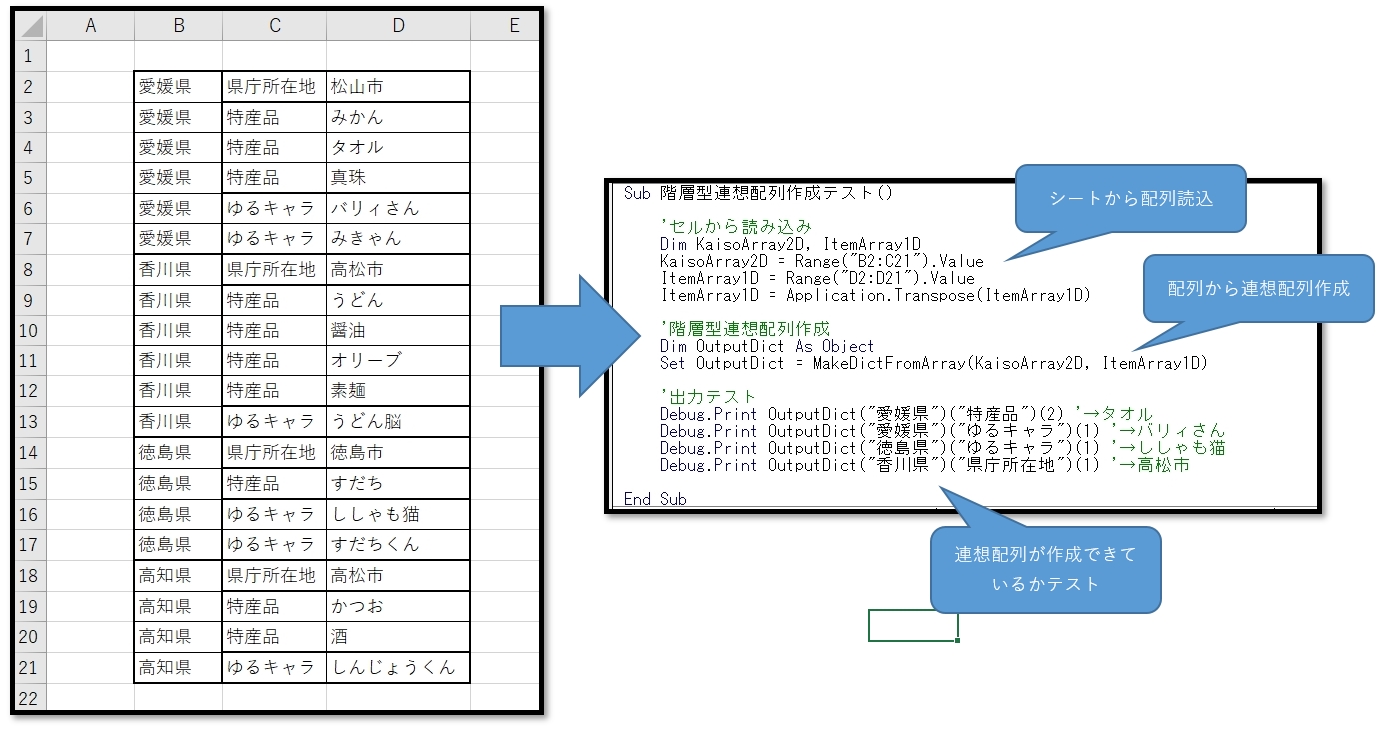 A B C D E
1
2 愛媛県 県庁所在地 松山市
3 愛媛県 特産品 みかん
4 愛媛県 特産品 タオル
5 愛媛県 特産品 真珠
6 愛媛県 ゆるキャラ バリィさん
7 愛媛県 ゆるキャラ みきゃん
8 香川県 県庁所在地 高松市
9 香川県 特産品 うどん
10 香川県 特産品 醤油
11 香川県 特産品 オリーブ
12 香川県 特産品 素麺
13 香川県 ゆるキャラ うどん脳
14 徳島県 県庁所在地 徳島市
15 徳島県 特産品 すだち
16 徳島県 ゆるキャラ ししゃも猫
17 徳島県 ゆるキャラ すだちくん
18 高知県 県庁所在地 高松市
19 高知県 特産品 かつお
20 高知県 特産品 酒
21 高知県 ゆるキャラ しんじょうくん
22
Sub 階層型連想配列作成テスト()
'セルから読み込み
Dim KaisoArray2D, ItemArray1D
KaisoArray2D = Range("B2:C21").Value
ItemArray1D = Range("D2:D21").Value
ItemArray1D = Application.Transpose(ItemArray1D)
'階層型連想配列作成
Dim OutputDict As Object
Set OutputDict = MakeDictFromArray(KaisoArray2D, ItemArray1D)
'出力テスト
Debug.Print OutputDict("愛媛県")("特産品")(2) '→タオル
Debug.Print OutputDict("愛媛県")("ゆるキャラ")(1) '→バリィさん
Debug.Print OutputDict("徳島県")("ゆるキャラ")(1) '→ししゃも猫
Debug.Print OutputDict("香川県")("県庁所在地")(1) '→高松市
End Sub
シートから配列読込
配列から連想配列作成
連想配列が作成できて
いるかテスト